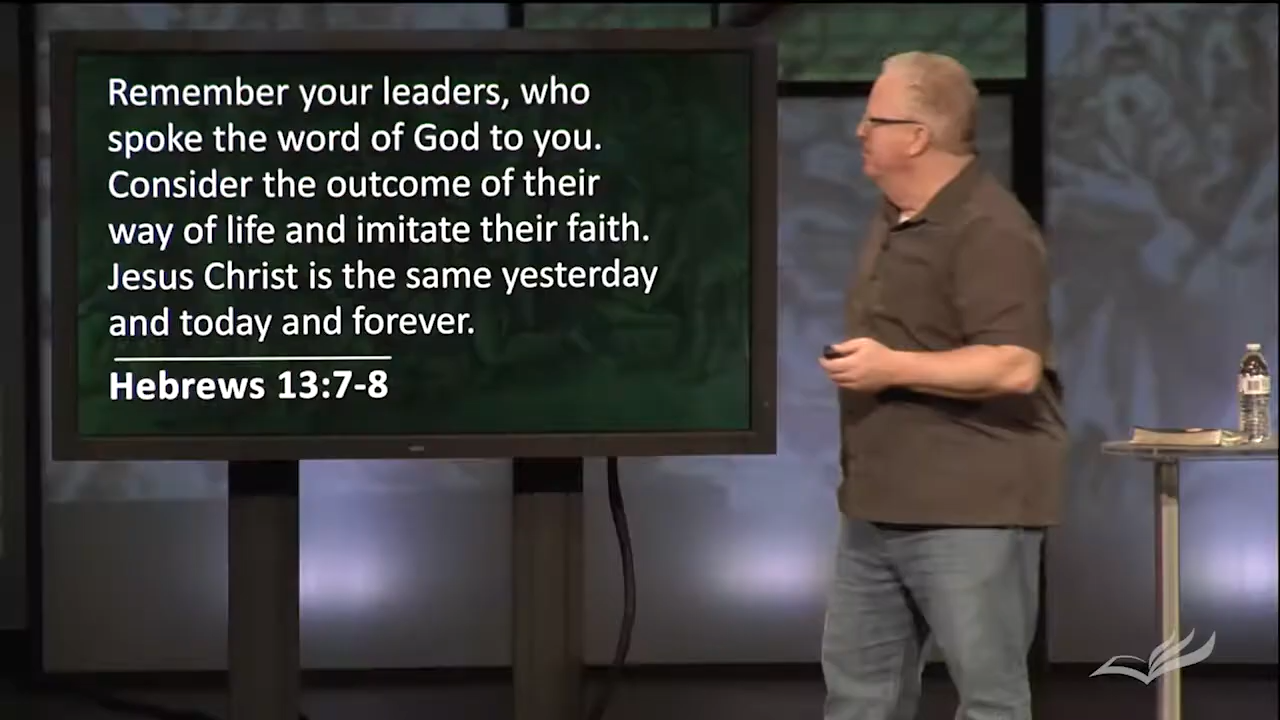 Remember your leaders, who
spoke the word of God to you.
Consider the outcome of their
way of life and imitate their faith.
Jesus Christ is the same yesterday
and today and forever.
Hebrews 13:7-8